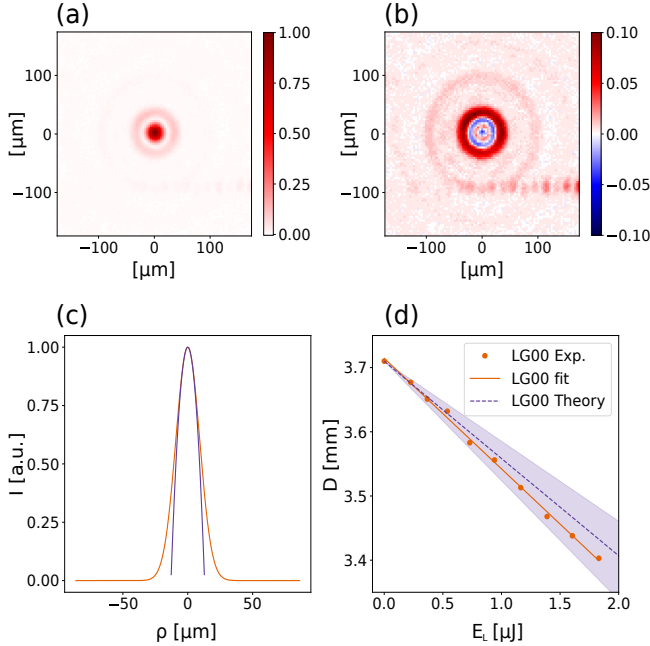 (a)
(b)
1.00
0.75
0.50
0.25
0.00
100
0
−100
[μm]
−100 0 100
[μm]
0.10
0.05
0.00
−0.05
−0.10
100
0
−100
[μm]
−100 0 100
[μm]
(c)
(d)
1.00
0.75
0.50
0.25
0.00
I [a.u.]
−50 0 50
ρ [μm]
LG00 Exp.
LG00 fit
LG00 Theory
3.7
3.6
3.5
3.4
D [mm]
0.0 0.5 1.0 1.5 2.0
E_L [μJ]